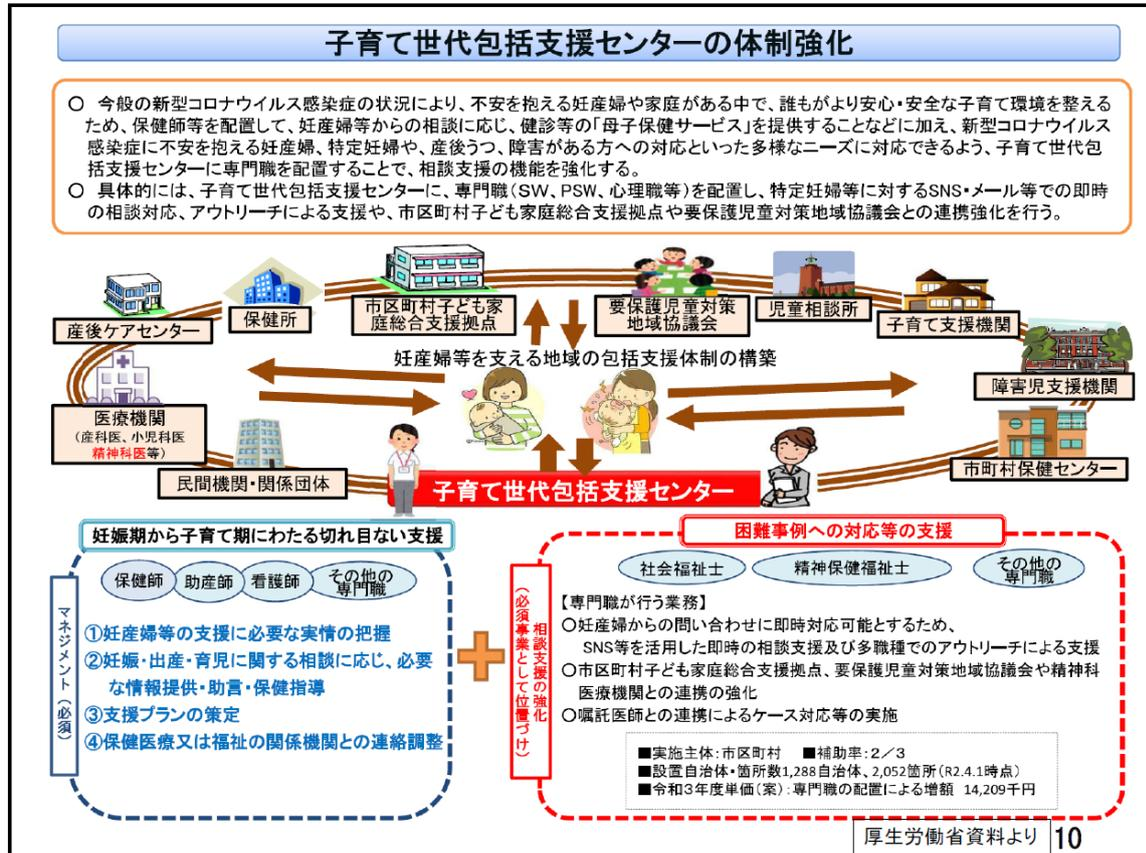 子育て世代包括支援センターの体制強化
○ 今般の新型コロナウイルス感染症の状況により、不安を抱える妊産婦や家庭がある中で、誰もがより安心・安全な子育て環境を整える
ため、保健師等を配置して、妊産婦等からの相談に応じ、健診等の「母子保健サービス」を提供することなどに加え、新型コロナウイルス
感染症に不安を抱える妊産婦、特定妊婦や、産後うつ、障害がある方への対応といった多様なニーズに対応できるよう、子育て世代包
括支援センターに専門職を配置することで、相談支援の機能を強化する。
○ 具体的には、子育て世代包括支援センターに、専門職（SW、PSW、心理職等）を配置し、特定妊婦等に対するSNS・メール等での即時
の相談対応、アウトリーチによる支援や、市区町村子ども家庭総合支援拠点や要保護児童対策地域協議会との連携強化を行う。
産後ケアセンター
保健所
市区町村子ども家
庭総合支援拠点
要保護児童対策
地域協議会
児童相談所
子育て支援機関
障害児支援機関
市町村保健センター
妊産婦等を支える地域の包括支援体制の構築
医療機関
（産科医、小児科医
精神科医等）
民間機関・関係団体
子育て世代包括支援センター
妊娠期から子育て期にわたる切れ目ない支援
マネジメント（必須）
保健師
助産師
看護師
その他の
専門職
①妊産婦等の支援に必要な実情の把握
②妊娠・出産・育児に関する相談に応じ、必要
な情報提供・助言・保健指導
③支援プランの策定
④保健医療又は福祉の関係機関との連絡調整
困難事例への対応等の支援
相談支援の強化
（必須事業として位置づけ）
社会福祉士
精神保健福祉士
その他の
専門職
【専門職が行う業務】
○妊産婦からの問い合わせに即時対応可能とするため、
SNS等を活用した即時の相談支援及び多職種でのアウトリーチによる支援
○市区町村子ども家庭総合支援拠点、要保護児童対策地域協議会や精神科
医療機関との連携の強化
○嘱託医師との連携によるケース対応等の実施
■実施主体：市区町村 ■補助率：２／３
■設置自治体・箇所数1,288自治体、2,052箇所（R2.4.1時点）
■令和３年度単価（案）：専門職の配置による増額 14,209千円
厚生労働省資料より
10